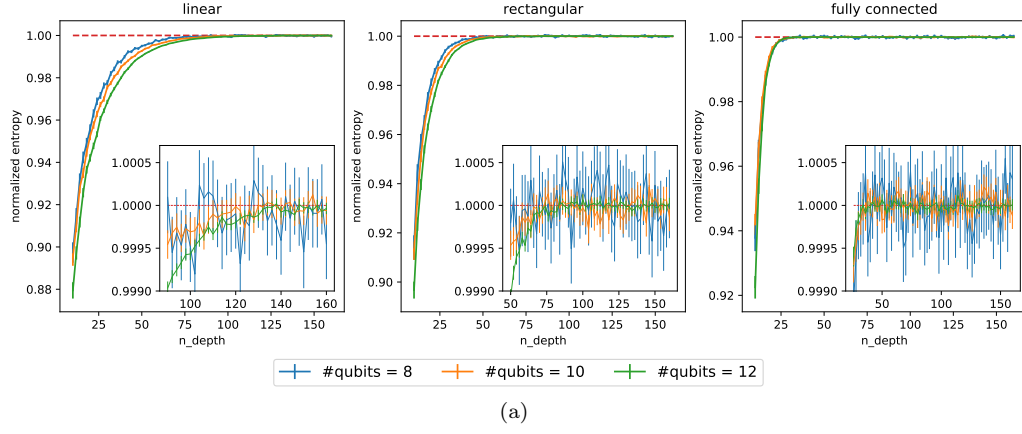 linear
normalized entropy
1.00
0.98
0.96
0.94
0.92
0.90
0.88
1.0005
1.0000
0.9995
0.9990
100 120 140 160
25 50 75 100 125 150
n_depth
rectangular
normalized entropy
1.00
0.98
0.96
0.94
0.92
0.90
1.0005
1.0000
0.9995
0.9990
50 75 100 125 150
25 50 75 100 125 150
n_depth
fully connected
normalized entropy
1.00
0.98
0.96
0.94
0.92
1.0005
1.0000
0.9995
0.9990
50 100 150
25 50 75 100 125 150
n_depth
#qubits = 8 #qubits = 10 #qubits = 12
(a)